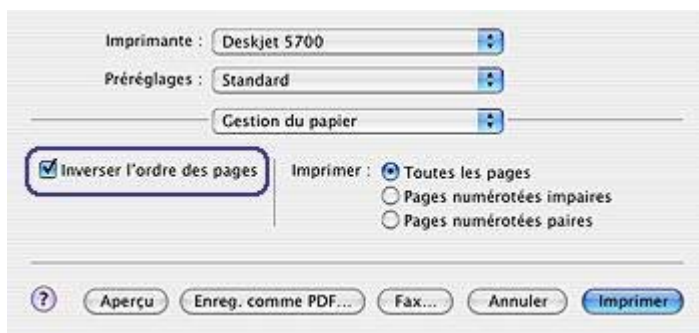 Imprimante : Deskjet 5700
Préréglages : Standard
Gestion du papier
Inverser l'ordre des pages Imprimer : Toutes les pages
Pages numérotées impaires
Pages numérotées paires
? Aperçu Enreg. comme PDF... Fax... Annuler Imprimer